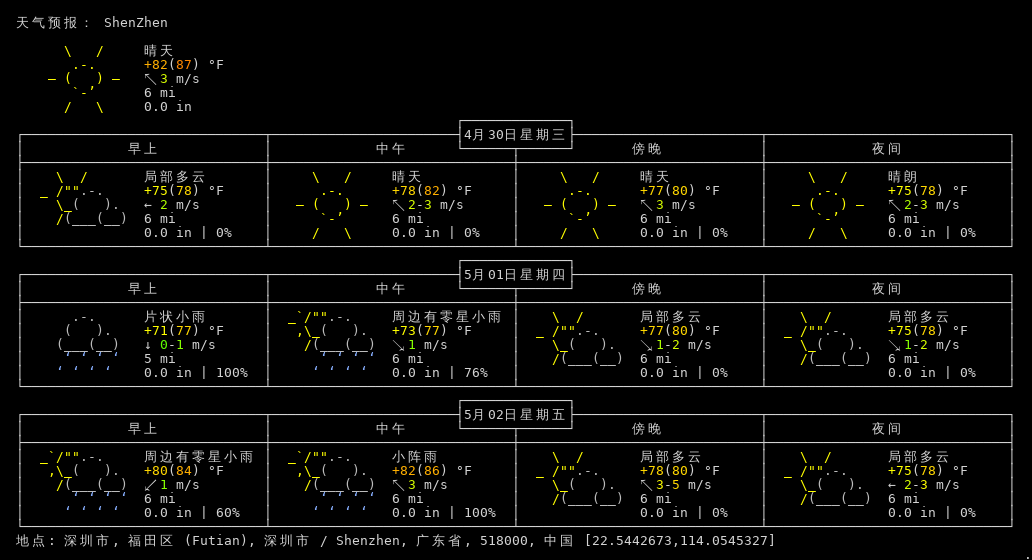 天气预报: ShenZhen
晴天
+82(87) °F
↖3 m/s
6 mi
0.0 in
4月30日星期三
早上 中午 傍晚 夜间
局部多云 晴天 晴天 晴朗
+75(78) °F +78(82) °F +77(80) °F +75(78) °F
← 2 m/s ↖2-3 m/s ↖3 m/s ↖2-3 m/s
6 mi 6 mi 6 mi 6 mi
0.0 in | 0% 0.0 in | 0% 0.0 in | 0% 0.0 in | 0%
5月01日星期四
早上 中午 傍晚 夜间
片状小雨 周边有零星小雨 局部多云 局部多云
+71(77) °F +73(77) °F +77(80) °F +75(78) °F
↓ 0-1 m/s ↘1 m/s ↘1-2 m/s ↘1-2 m/s
5 mi 6 mi 6 mi 6 mi
0.0 in | 100% 0.0 in | 76% 0.0 in | 0% 0.0 in | 0%
5月02日星期五
早上 中午 傍晚 夜间
周边有零星小雨 小阵雨 局部多云 局部多云
+80(84) °F +82(86) °F +78(80) °F +75(78) °F
↙1 m/s ↖3 m/s ↖3-5 m/s ← 2-3 m/s
6 mi 6 mi 6 mi 6 mi
0.0 in | 60% 0.0 in | 100% 0.0 in | 0% 0.0 in | 0%
地点: 深圳市, 福田区 (Futian), 深圳市 / Shenzhen, 广东省, 518000, 中国 [22.5442673,114.0545327]